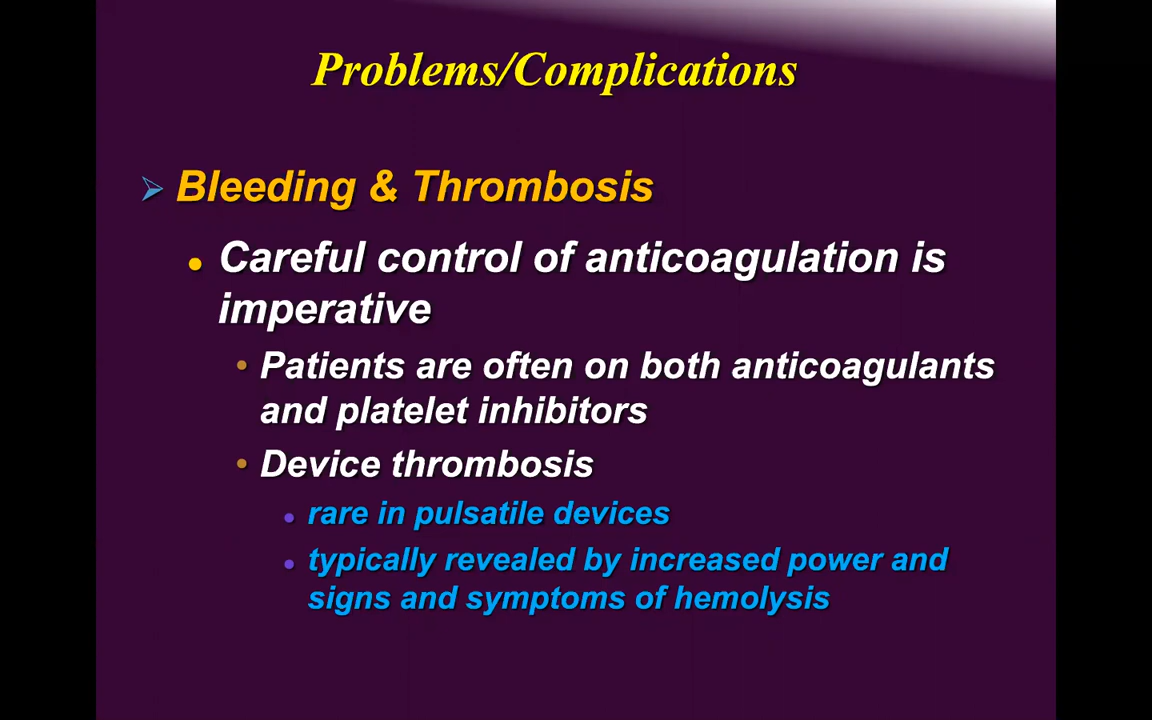 Problems/Complications
Bleeding & Thrombosis
Careful control of anticoagulation is
imperative
Patients are often on both anticoagulants
and platelet inhibitors
Device thrombosis
rare in pulsatile devices
typically revealed by increased power and
signs and symptoms of hemolysis